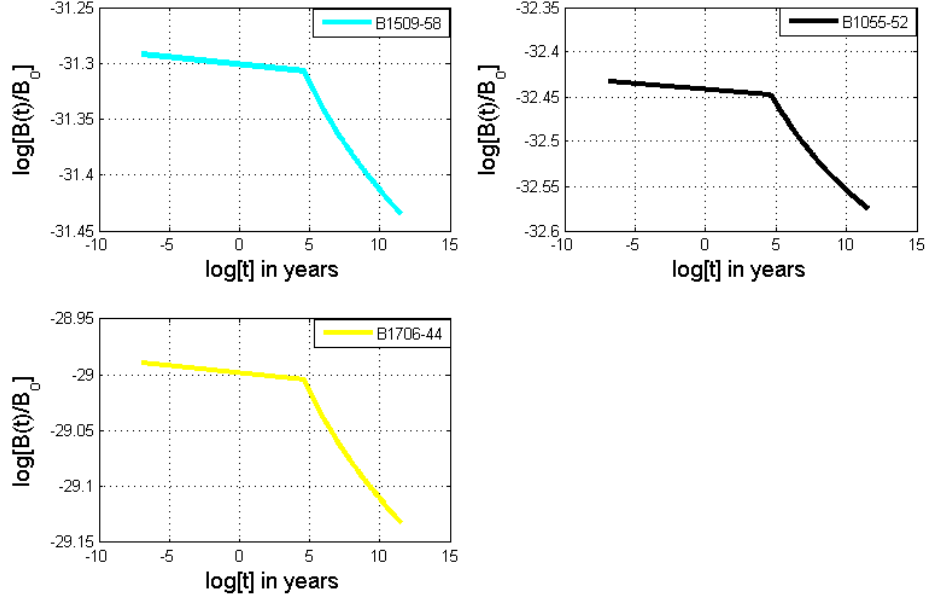 -31.25
-31.3
-31.35
-31.4
-31.45
-10 -5 0 5 10 15
log[t] in years
log[B(t)/B0]
B1509-58
-32.35
-32.4
-32.45
-32.5
-32.55
-32.6
-10 -5 0 5 10 15
log[t] in years
log[B(t)/B0]
B1055-52
-28.95
-29
-29.05
-29.1
-29.15
-10 -5 0 5 10 15
log[t] in years
log[B(t)/B0]
B1706-44